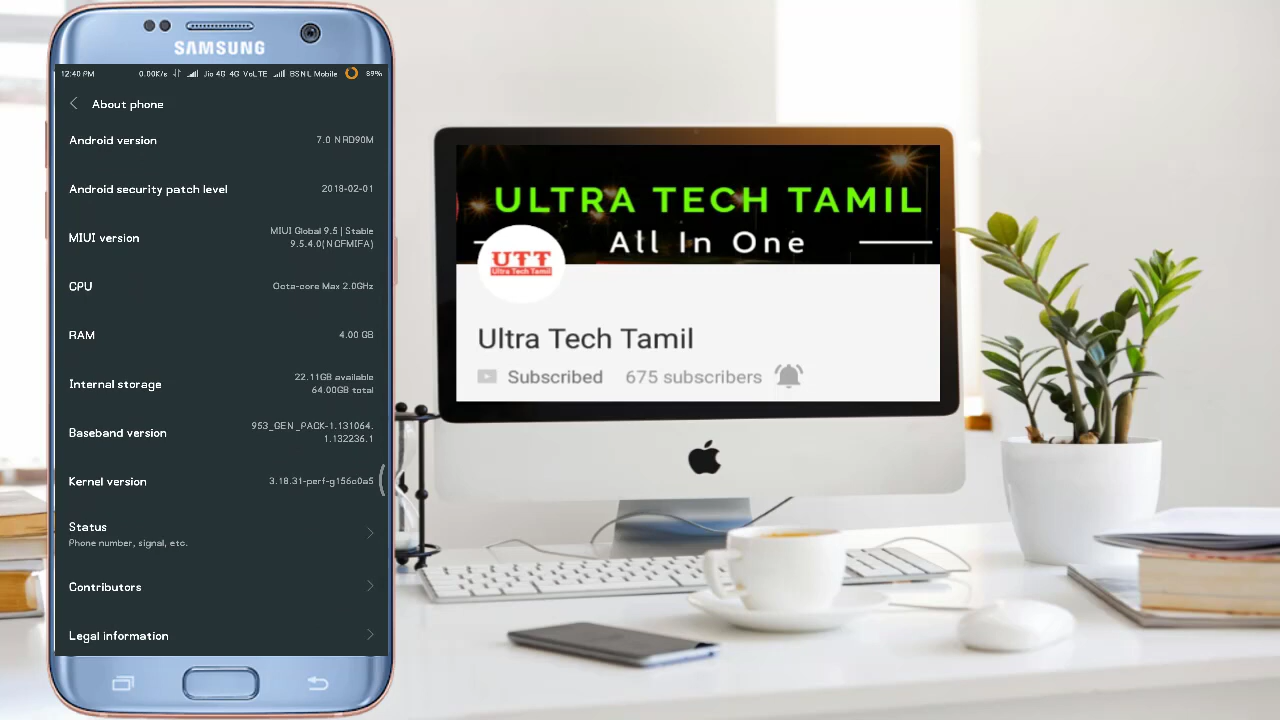 SAMSUNG
12:40 PM 0.00K/s Jio 4G 4G VoLTE BSNL Mobile 89%
About phone
Android version 7.0 NRD90M
Android security patch level 2018-02-01
MIUI version MIUI Global 9.5 | Stable
9.5.4.0(NCFMIFA)
CPU Octa-core Max 2.0GHz
RAM 4.00 GB
Internal storage 22.11GB available
64.00GB total
Baseband version 953_GEN_PACK-1.131064.
1.132236.1
Kernel version 3.18.31-perf-g156c0a5
Status
Phone number, signal, etc.
Contributors
Legal information
ULTRA TECH TAMIL
All In One
UTT
Ultra Tech Tamil
Ultra Tech Tamil
Subscribed 675 subscribers